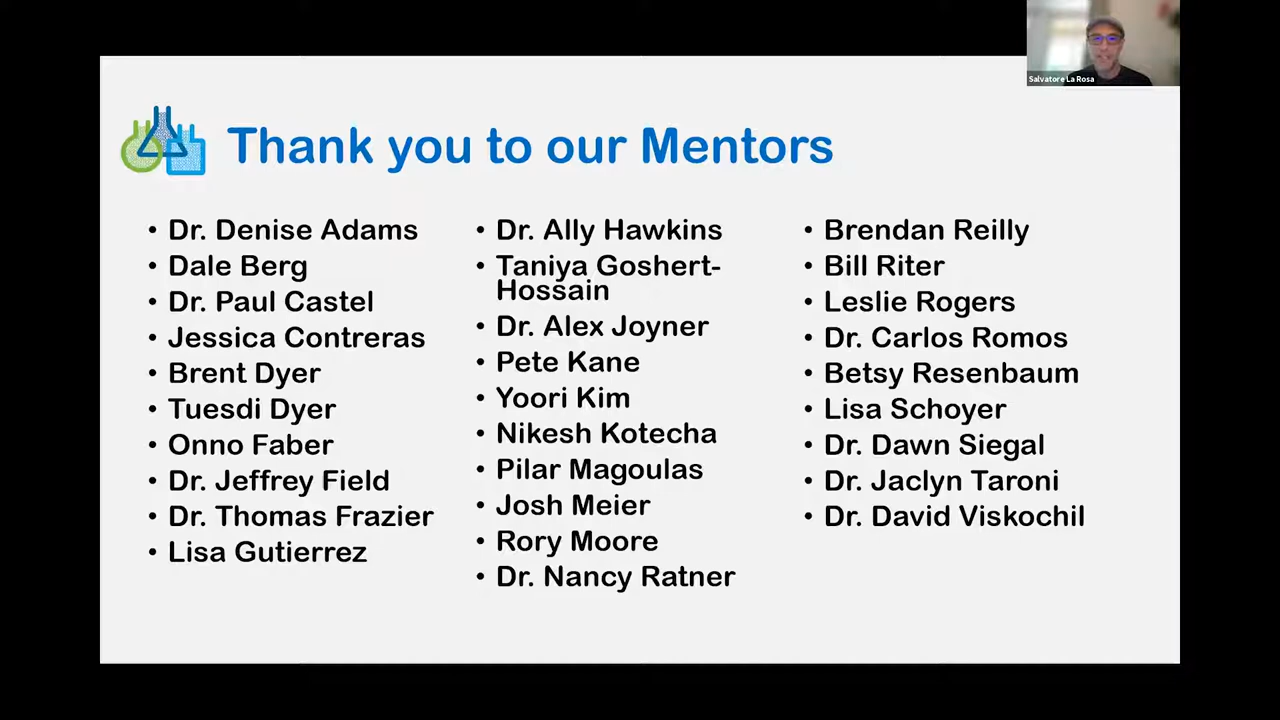 Salvatore La Rosa
Thank you to our Mentors
• Dr. Denise Adams
• Dale Berg
• Dr. Paul Castel
• Jessica Contreras
• Brent Dyer
• Tuesdi Dyer
• Onno Faber
• Dr. Jeffrey Field
• Dr. Thomas Frazier
• Lisa Gutierrez
• Dr. Ally Hawkins
• Taniya Goshert-
Hossain
• Dr. Alex Joyner
• Pete Kane
• Yoori Kim
• Nikesh Kotecha
• Pilar Magoulas
• Josh Meier
• Rory Moore
• Dr. Nancy Ratner
• Brendan Reilly
• Bill Riter
• Leslie Rogers
• Dr. Carlos Romos
• Betsy Resenbaum
• Lisa Schoyer
• Dr. Dawn Siegal
• Dr. Jaclyn Taroni
• Dr. David Viskochil